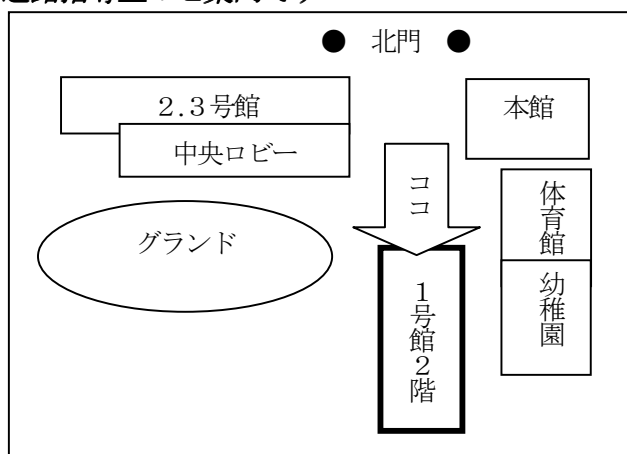 ● 北門 ●
2.3号館
本館
中央ロビー
ココ
体育館
グランド
幼稚園
1号館2階